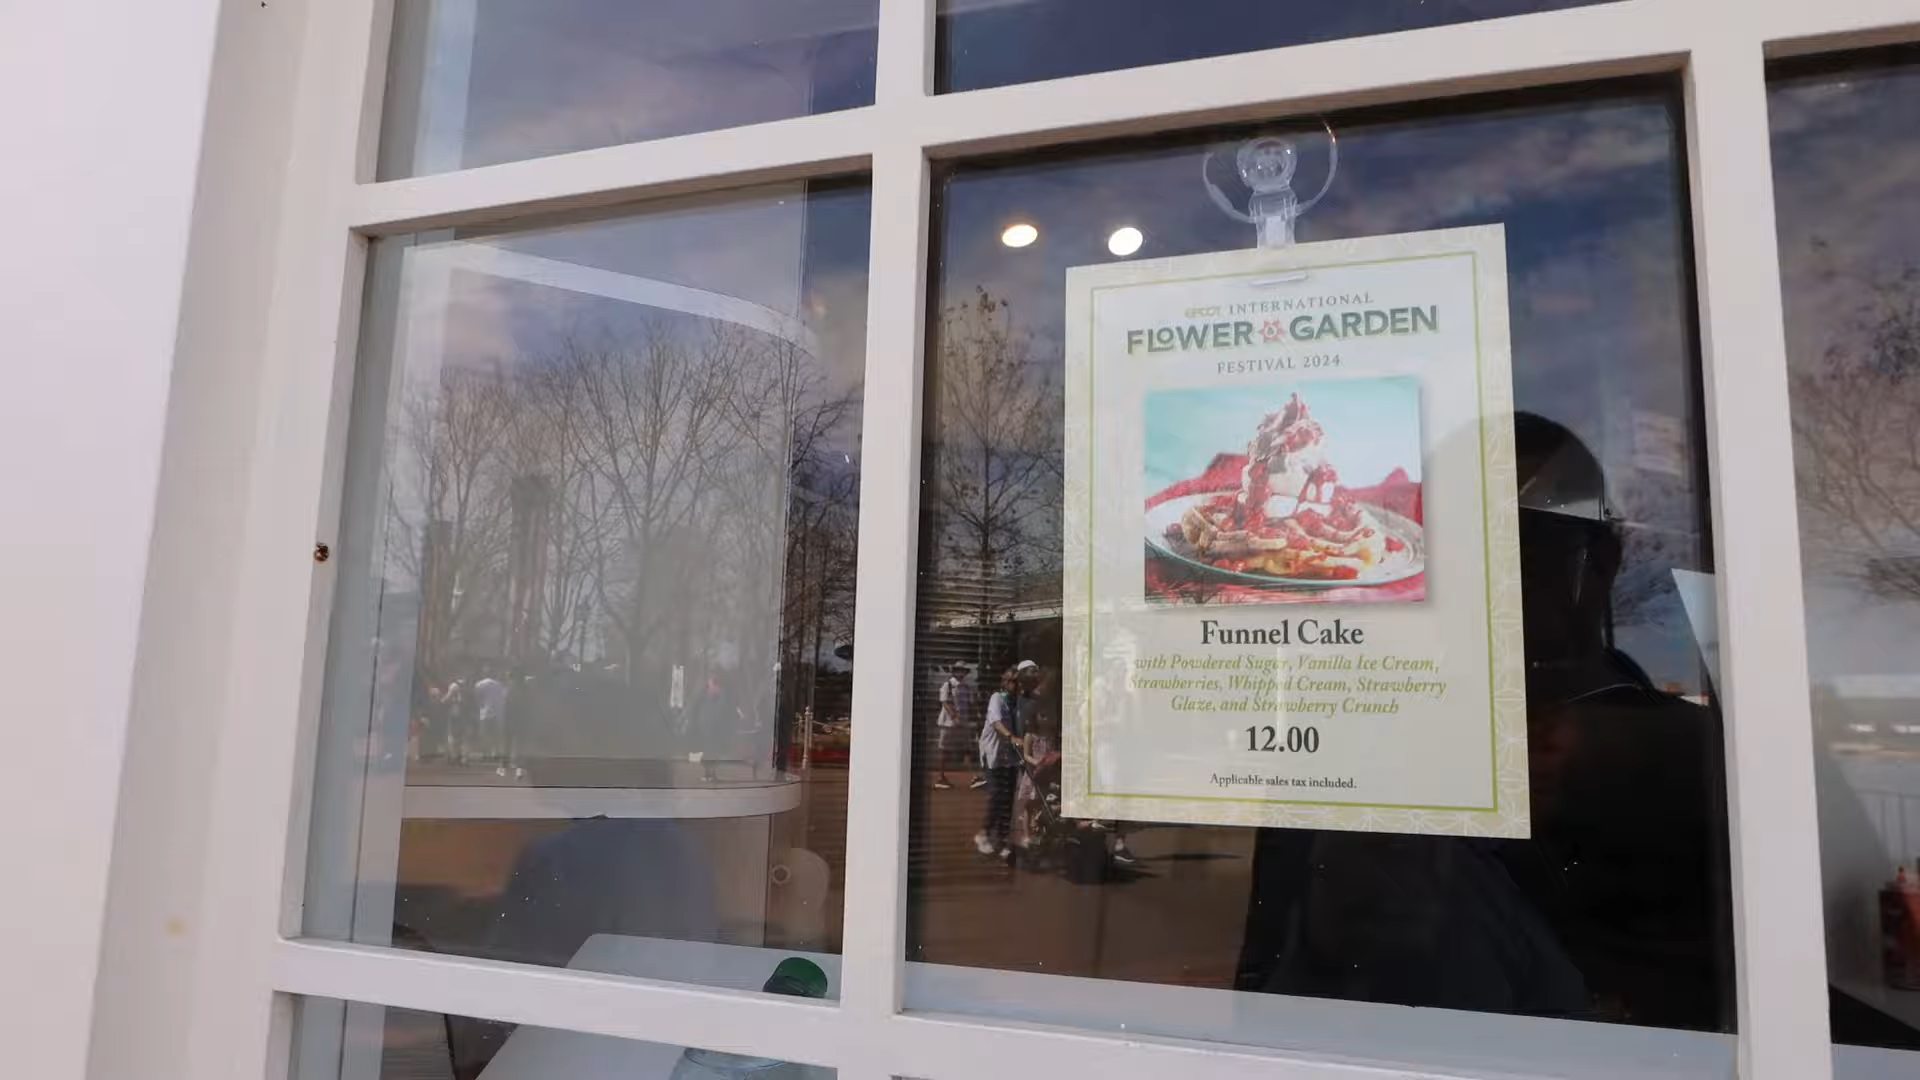 epcot INTERNATIONAL
FLOWER & GARDEN
FESTIVAL 2024
Funnel Cake
with Powdered Sugar, Vanilla Ice Cream,
Strawberries, Whipped Cream, Strawberry
Glaze, and Strawberry Crunch
12.00
Applicable sales tax included.